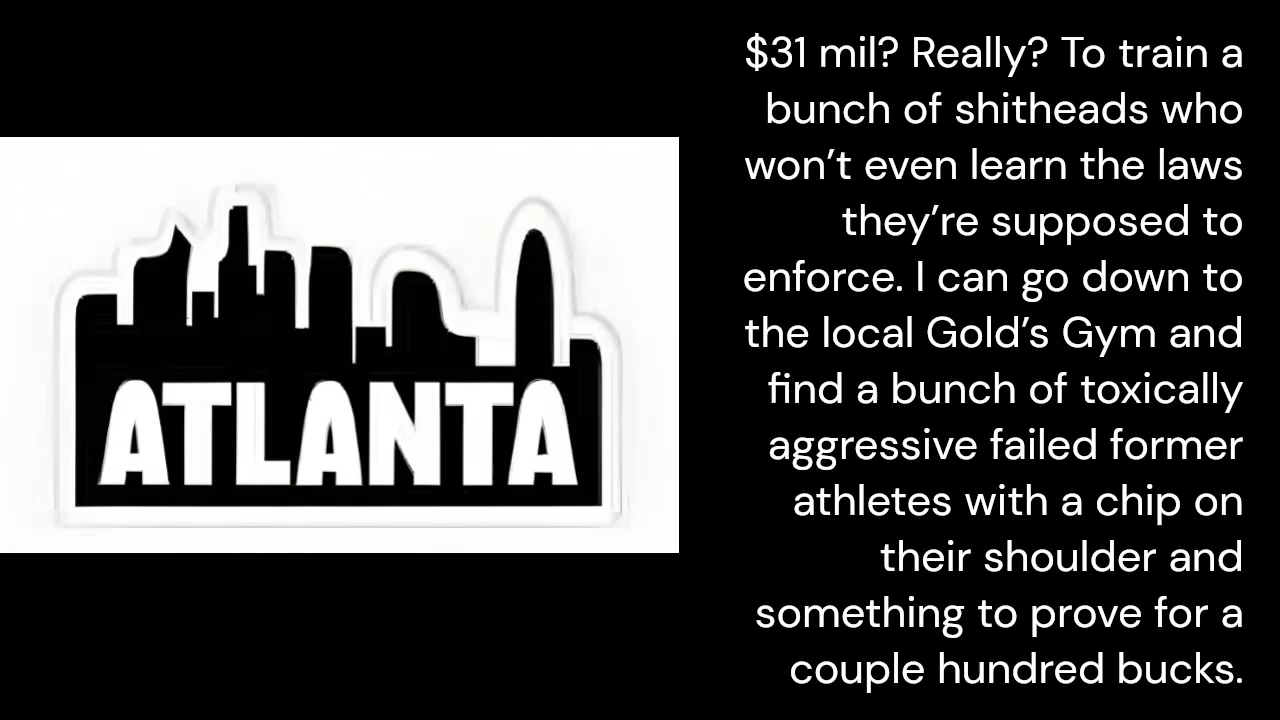 ATLANTA
$31 mil? Really? To train a
bunch of shitheads who
won’t even learn the laws
they’re supposed to
enforce. I can go down to
the local Gold’s Gym and
find a bunch of toxically
aggressive failed former
athletes with a chip on
their shoulder and
something to prove for a
couple hundred bucks.